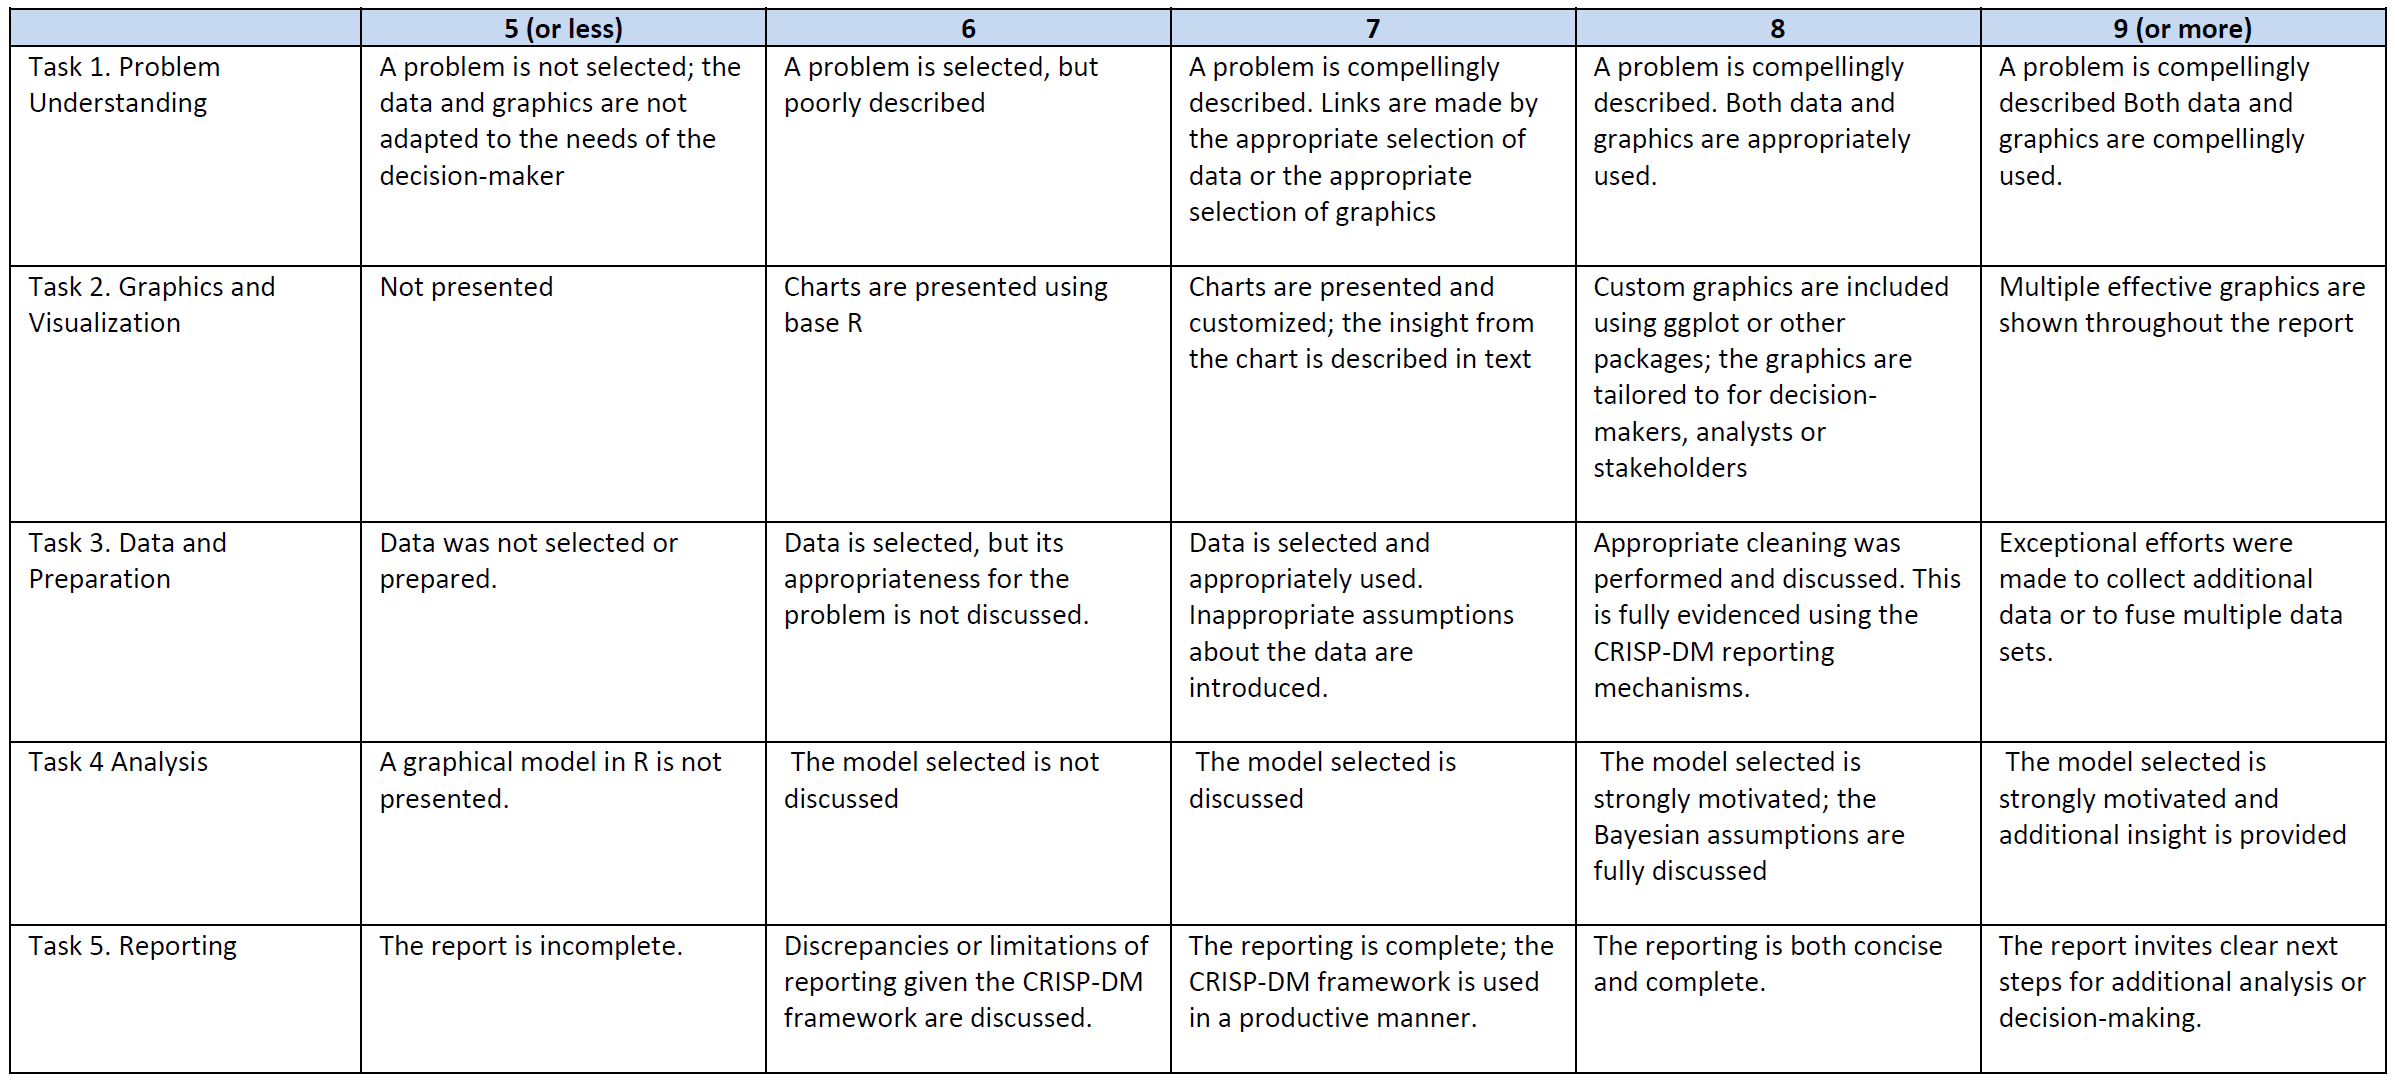 5 (or less)
6
7
8
9 (or more)
Task 1. Problem
Understanding
A problem is not selected; the
data and graphics are not
adapted to the needs of the
decision-maker
A problem is selected, but
poorly described
A problem is compellingly
described. Links are made by
the appropriate selection of
data or the appropriate
selection of graphics
A problem is compellingly
described. Both data and
graphics are appropriately
used.
A problem is compellingly
described Both data and
graphics are compellingly
used.
Task 2. Graphics and
Visualization
Not presented
Charts are presented using
base R
Charts are presented and
customized; the insight from
the chart is described in text
Custom graphics are included
using ggplot or other
packages; the graphics are
tailored to for decision-
makers, analysts or
stakeholders
Multiple effective graphics are
shown throughout the report
Task 3. Data and
Preparation
Data was not selected or
prepared.
Data is selected, but its
appropriateness for the
problem is not discussed.
Data is selected and
appropriately used.
Inappropriate assumptions
about the data are
introduced.
Appropriate cleaning was
performed and discussed. This
is fully evidenced using the
CRISP-DM reporting
mechanisms.
Exceptional efforts were
made to collect additional
data or to fuse multiple data
sets.
Task 4 Analysis
A graphical model in R is not
presented.
The model selected is not
discussed
The model selected is
discussed
The model selected is
strongly motivated; the
Bayesian assumptions are
fully discussed
The model selected is
strongly motivated and
additional insight is provided
Task 5. Reporting
The report is incomplete.
Discrepancies or limitations of
reporting given the CRISP-DM
framework are discussed.
The reporting is complete; the
CRISP-DM framework is used
in a productive manner.
The reporting is both concise
and complete.
The report invites clear next
steps for additional analysis or
decision-making.